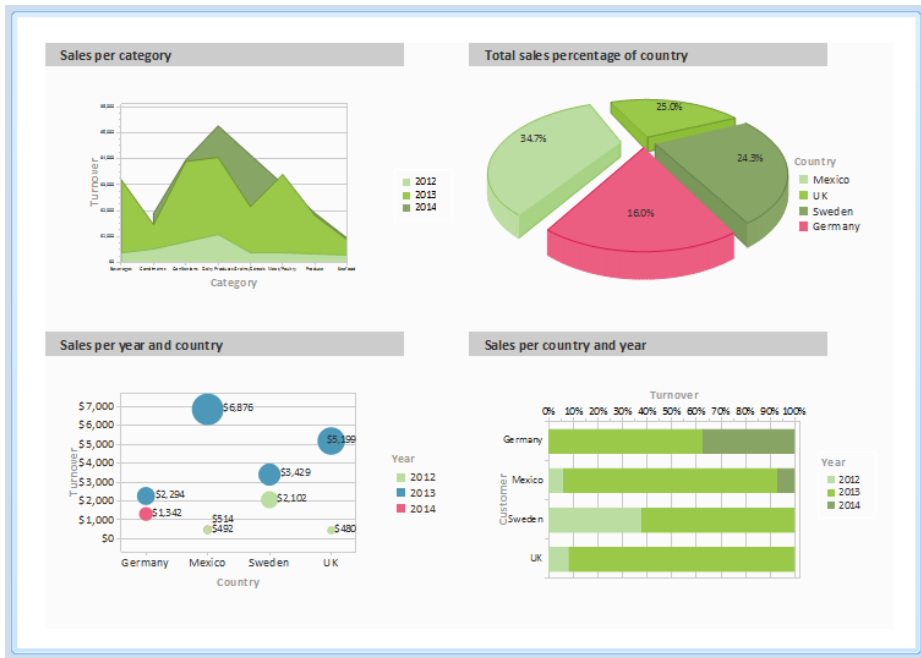 Sales per category
Turnover
Category
2012
2013
2014
Total sales percentage of country
34.7%
25.0%
24.3%
16.0%
Country
Mexico
UK
Sweden
Germany
Sales per year and country
Turnover
$7,000
$6,000
$5,000
$4,000
$3,000
$2,000
$1,000
$0
$6,876
$5,199
$3,429
$2,294
$2,102
$1,342
$514
$492
$480
Germany Mexico Sweden UK
Country
Year
2012
2013
2014
Sales per country and year
Turnover
0% 10% 20% 30% 40% 50% 60% 70% 80% 90% 100%
Customer
Germany
Mexico
Sweden
UK
Year
2012
2013
2014